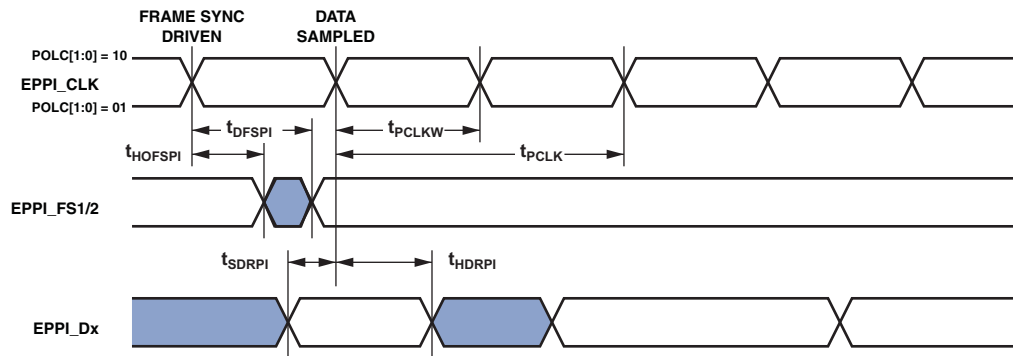 FRAME SYNC
DRIVEN
DATA
SAMPLED
POLC[1:0] = 10
EPPI_CLK
POLC[1:0] = 01
tDFSPI
tPCLKW
tHOFSPI
tPCLK
EPPI_FS1/2
tSDRPI
tHDRPI
EPPI_Dx